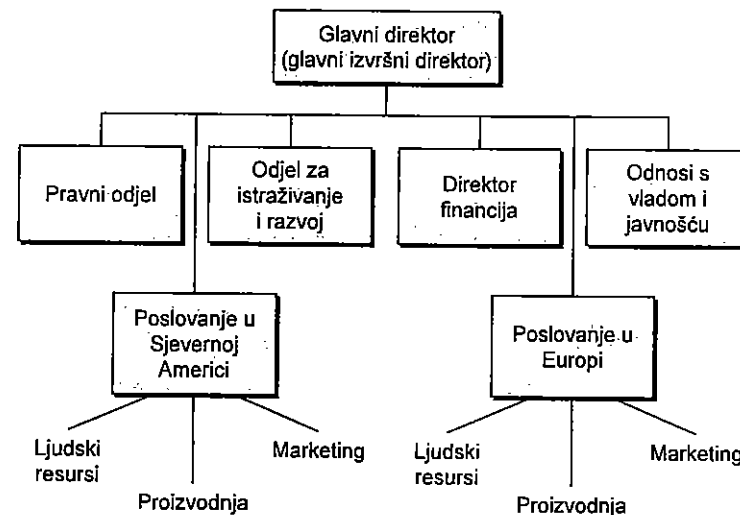 Glavni direktor
(glavni izvršni direktor)
Pravni odjel
Odjel za
istraživanje
i razvoj
Direktor
financija
Odnosi s
vladom i
javnošću
Poslovanje u
Sjevernoj
Americi
Poslovanje u
Europi
Ljudski
resursi
Proizvodnja
Marketing
Ljudski
resursi
Proizvodnja
Marketing